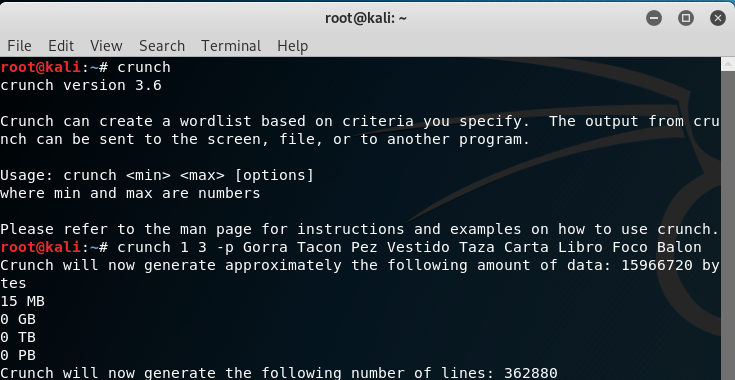 root@kali: ~
File Edit View Search Terminal Help
root@kali:~# crunch
crunch version 3.6
Crunch can create a wordlist based on criteria you specify.  The output from cru
nch can be sent to the screen, file, or to another program.
Usage: crunch <min> <max> [options]
where min and max are numbers
Please refer to the man page for instructions and examples on how to use crunch.
root@kali:~# crunch 1 3 -p Gorra Tacon Pez Vestido Taza Carta Libro Foco Balon
Crunch will now generate approximately the following amount of data: 15966720 by
tes
15 MB
0 GB
0 TB
0 PB
Crunch will now generate the following number of lines: 362880